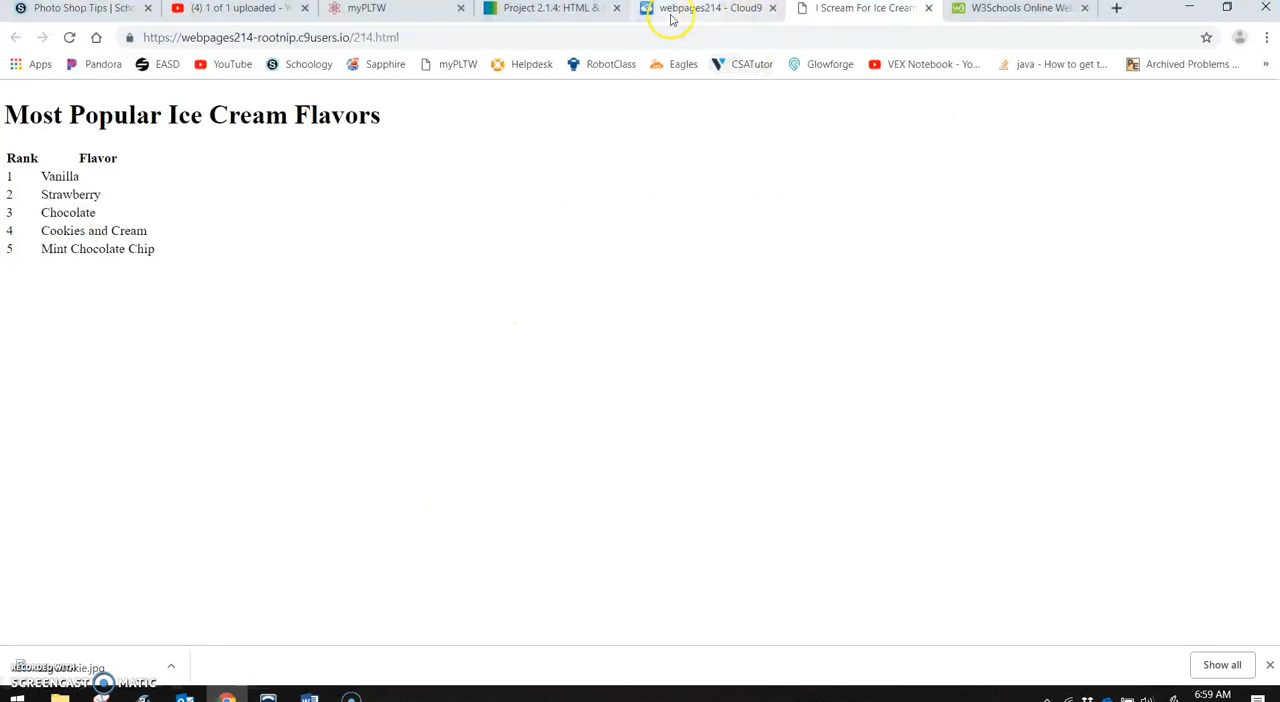 Photo Shop Tips | Scho
(4) 1 of 1 uploaded - Y
myPLTW
Project 2.1.4: HTML &
webpages214 - Cloud9
I Scream For Ice Cream
W3Schools Online We
https://webpages214-rootnip.c9users.io/214.html
Apps
Pandora
EASD
YouTube
Schoology
Sapphire
myPLTW
Helpdesk
RobotClass
Eagles
CSATutor
Glowforge
VEX Notebook - Yo...
java - How to get t...
Archived Problems ...
»
Most Popular Ice Cream Flavors
Rank Flavor
1 Vanilla
2 Strawberry
3 Chocolate
4 Cookies and Cream
5 Mint Chocolate Chip
Show all
RECORDED WITH
SCREENCAST MATIC
6:59 AM